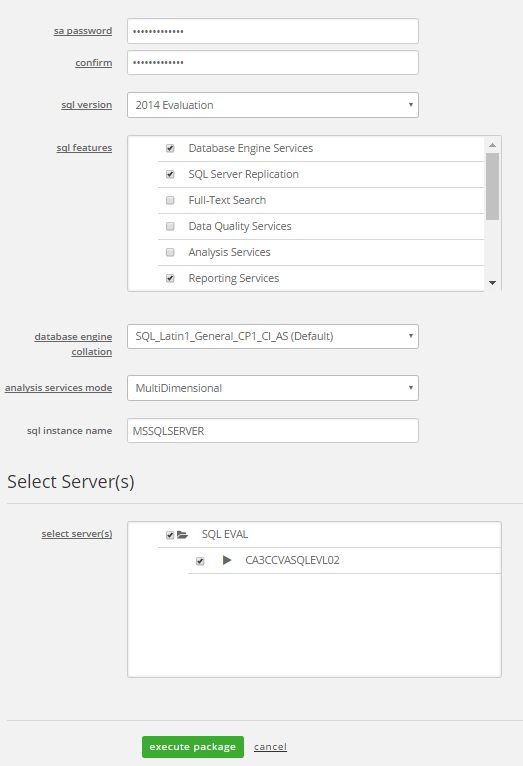 sa password •••••••••••••
confirm •••••••••••••
sql version 2014 Evaluation
sql features
Database Engine Services
SQL Server Replication
Full-Text Search
Data Quality Services
Analysis Services
Reporting Services
database engine collation SQL_Latin1_General_CP1_CI_AS (Default)
analysis services mode MultiDimensional
sql instance name MSSQLSERVER
Select Server(s)
select server(s) SQL EVAL
CA3CCVASQLEVL02
execute package cancel